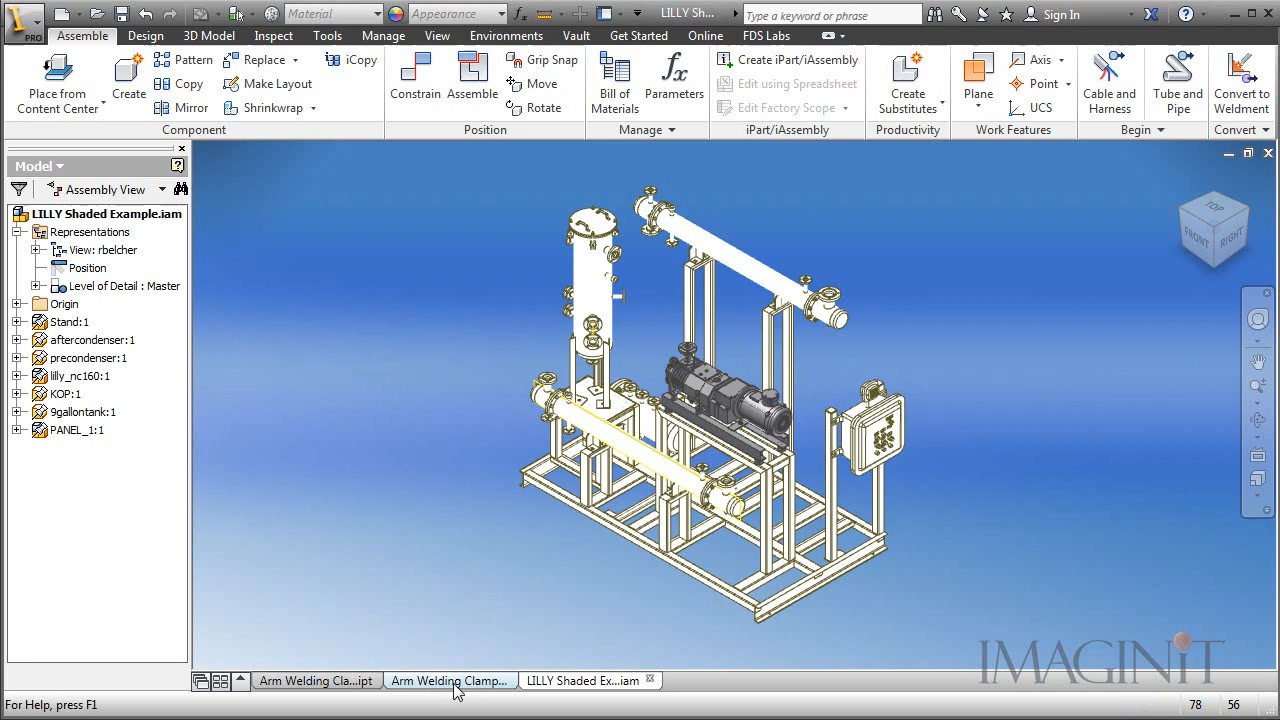 PRO
Material
Appearance
LILLY Sh...
Type a keyword or phrase
Sign In
Assemble
Design
3D Model
Inspect
Tools
Manage
View
Environments
Vault
Get Started
Online
FDS Labs
Place from
Content Center
Create
Pattern
Copy
Mirror
Replace
Make Layout
Shrinkwrap
iCopy
Component
Constrain
Assemble
Grip Snap
Move
Rotate
Position
Bill of
Materials
Parameters
Manage
Create iPart/iAssembly
Edit using Spreadsheet
Edit Factory Scope
iPart/iAssembly
Create
Substitutes
Productivity
Plane
Axis
Point
UCS
Work Features
Cable and
Harness
Tube and
Pipe
Begin
Convert to
Weldment
Convert
Model
Assembly View
LILLY Shaded Example.iam
Representations
View: rbelcher
Position
Level of Detail : Master
Origin
Stand:1
aftercondenser:1
precondenser:1
lilly_nc160:1
KOP:1
9gallontank:1
PANEL_1:1
TOP
FRONT
RIGHT
IMAGINiT
Arm Welding Cla...ipt
Arm Welding Clamp...
LILLY Shaded Ex...iam
For Help, press F1
78
56